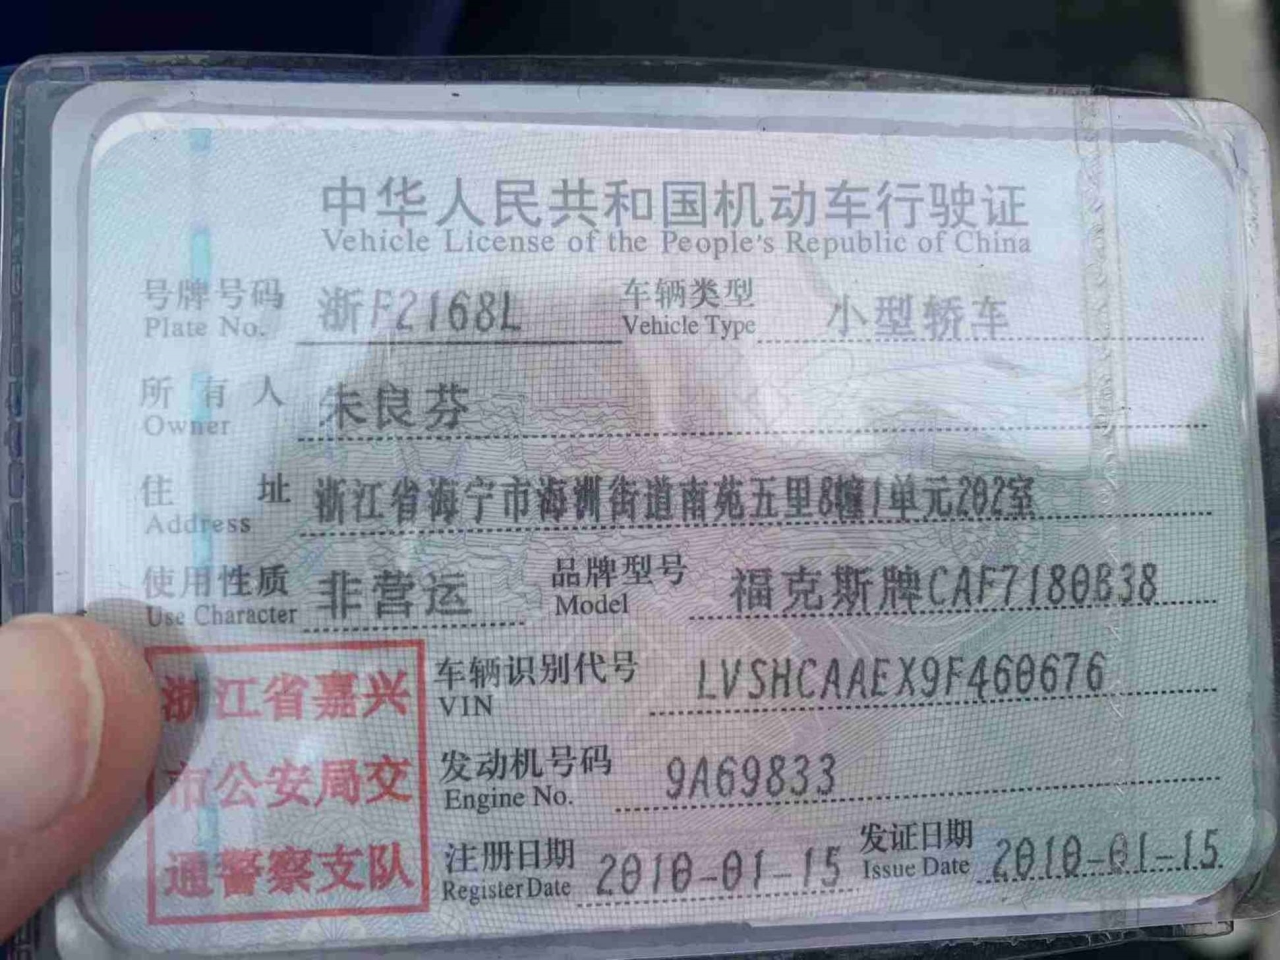 中华人民共和国机动车行驶证
Vehicle License of the People's Republic of China
号牌号码 浙F2168L 车辆类型 小型轿车
Plate No. Vehicle Type
所有人 朱良芬
Owner
住址 浙江省海宁市海洲街道南苑五里8幢1单元202室
Address
使用性质 非营运 品牌型号 福克斯牌CAF7180B38
Use Character Model
浙江省嘉兴
市公安局交
通警察支队
车辆识别代号 LVSHCAAEX9F460676
VIN
发动机号码 9A69833
Engine No.
注册日期 2010-01-15 发证日期 2010-01-15
Register Date Issue Date